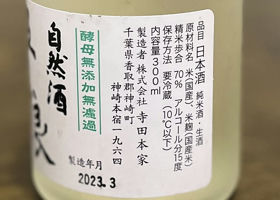 品目 日本酒 純米酒・生酒
原材料名 米(国産)、米麹(国産米)
精米歩合 70% アルコール分15度
保存方法 要冷蔵(10℃以下)
内容量300ml
製造者 株式会社 寺田本家
千葉県香取郡神崎町
神崎本宿一九六四
製造年月
2023.3
酵母無添加無濾過
自然酒